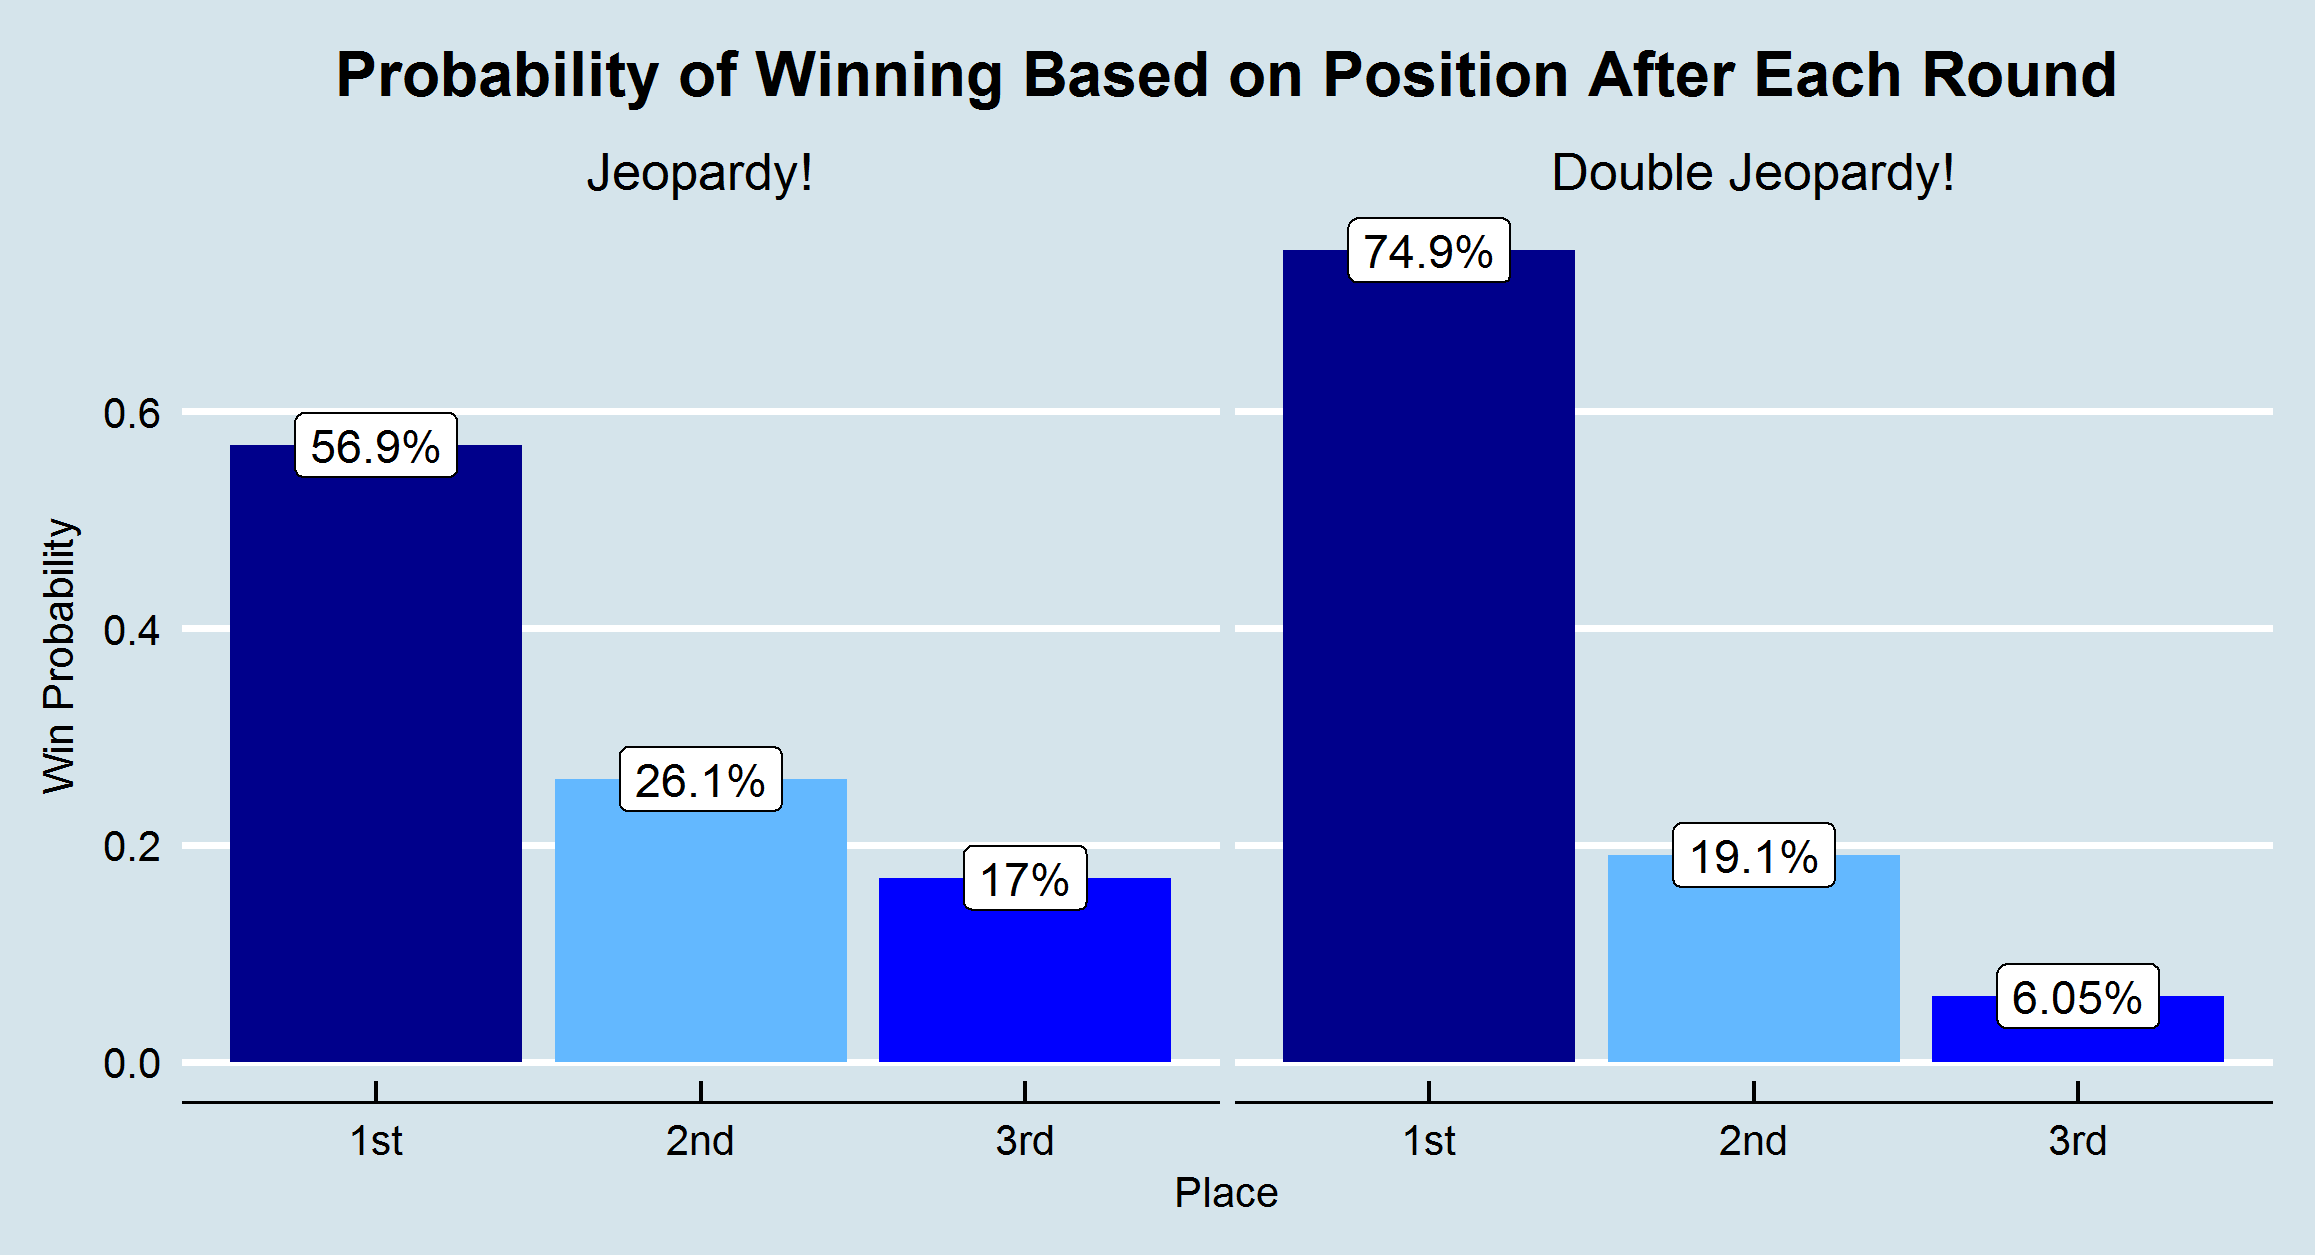 Probability of Winning Based on Position After Each Round
Jeopardy!
Double Jeopardy!
74.9%
0.6
56.9%
Win Probability
0.4
26.1%
0.2
19.1%
17%
6.05%
0.0
1st
2nd
3rd
1st
2nd
3rd
Place